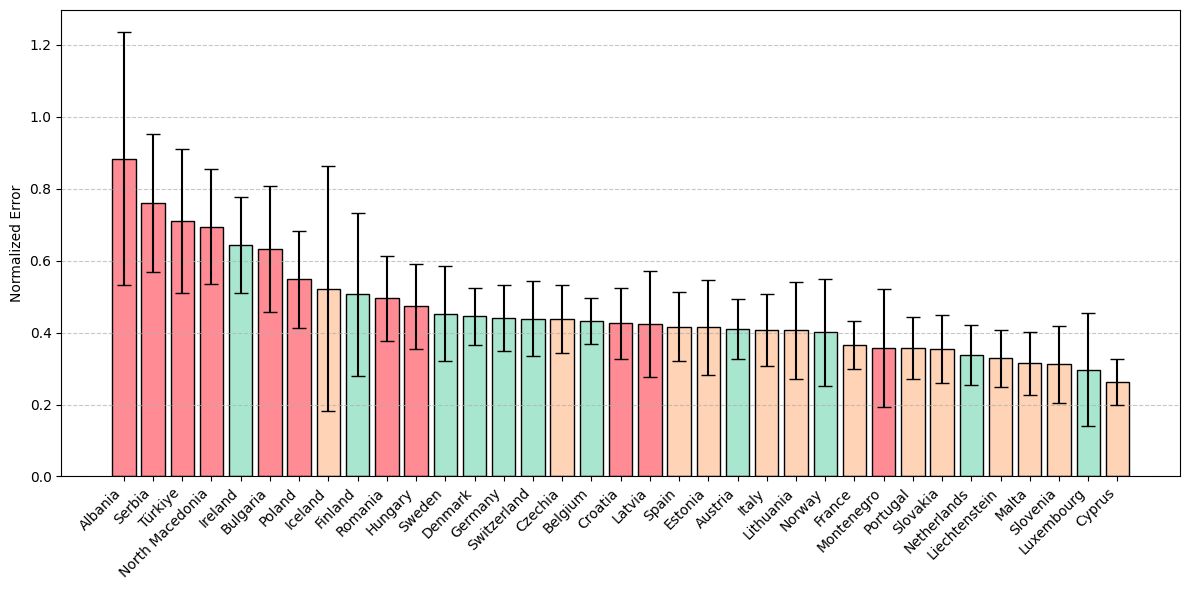 Normalized Error
1.2
1.0
0.8
0.6
0.4
0.2
0.0
Albania
Serbia
Türkiye
North Macedonia
Ireland
Bulgaria
Poland
Iceland
Finland
Romania
Hungary
Sweden
Denmark
Germany
Switzerland
Czechia
Belgium
Croatia
Latvia
Spain
Estonia
Austria
Italy
Lithuania
Norway
France
Montenegro
Portugal
Slovakia
Netherlands
Liechtenstein
Malta
Slovenia
Luxembourg
Cyprus